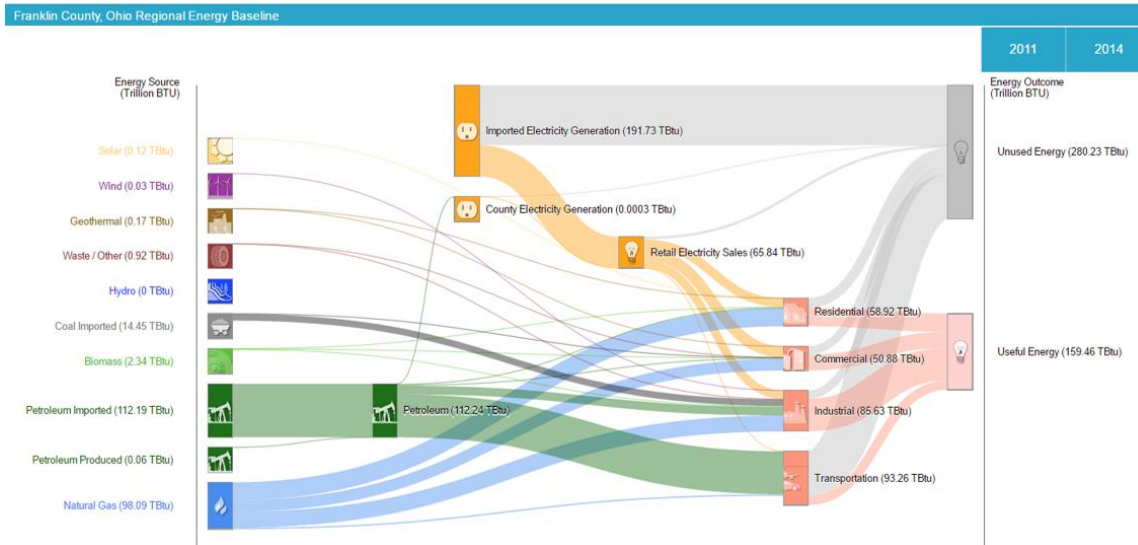 Franklin County, Ohio Regional Energy Baseline
2011
2014
Energy Source
(Trillion BTU)
Energy Outcome
(Trillion BTU)
Imported Electricity Generation (191.73 TBtu)
Solar (0.12 TBtu)
Unused Energy (280.23 TBtu)
Wind (0.03 TBtu)
County Electricity Generation (0.0003 TBtu)
Geothermal (0.17 TBtu)
Waste / Other (0.92 TBtu)
Retail Electricity Sales (65.84 TBtu)
Hydro (0 TBtu)
Residential (58.92 TBtu)
Coal Imported (14.45 TBtu)
Useful Energy (159.46 TBtu)
Commercial (50.88 TBtu)
Biomass (2.34 TBtu)
Petroleum Imported (112.19 TBtu)
Petroleum (112.24 TBtu)
Industrial (85.63 TBtu)
Petroleum Produced (0.06 TBtu)
Transportation (93.26 TBtu)
Natural Gas (98.09 TBtu)